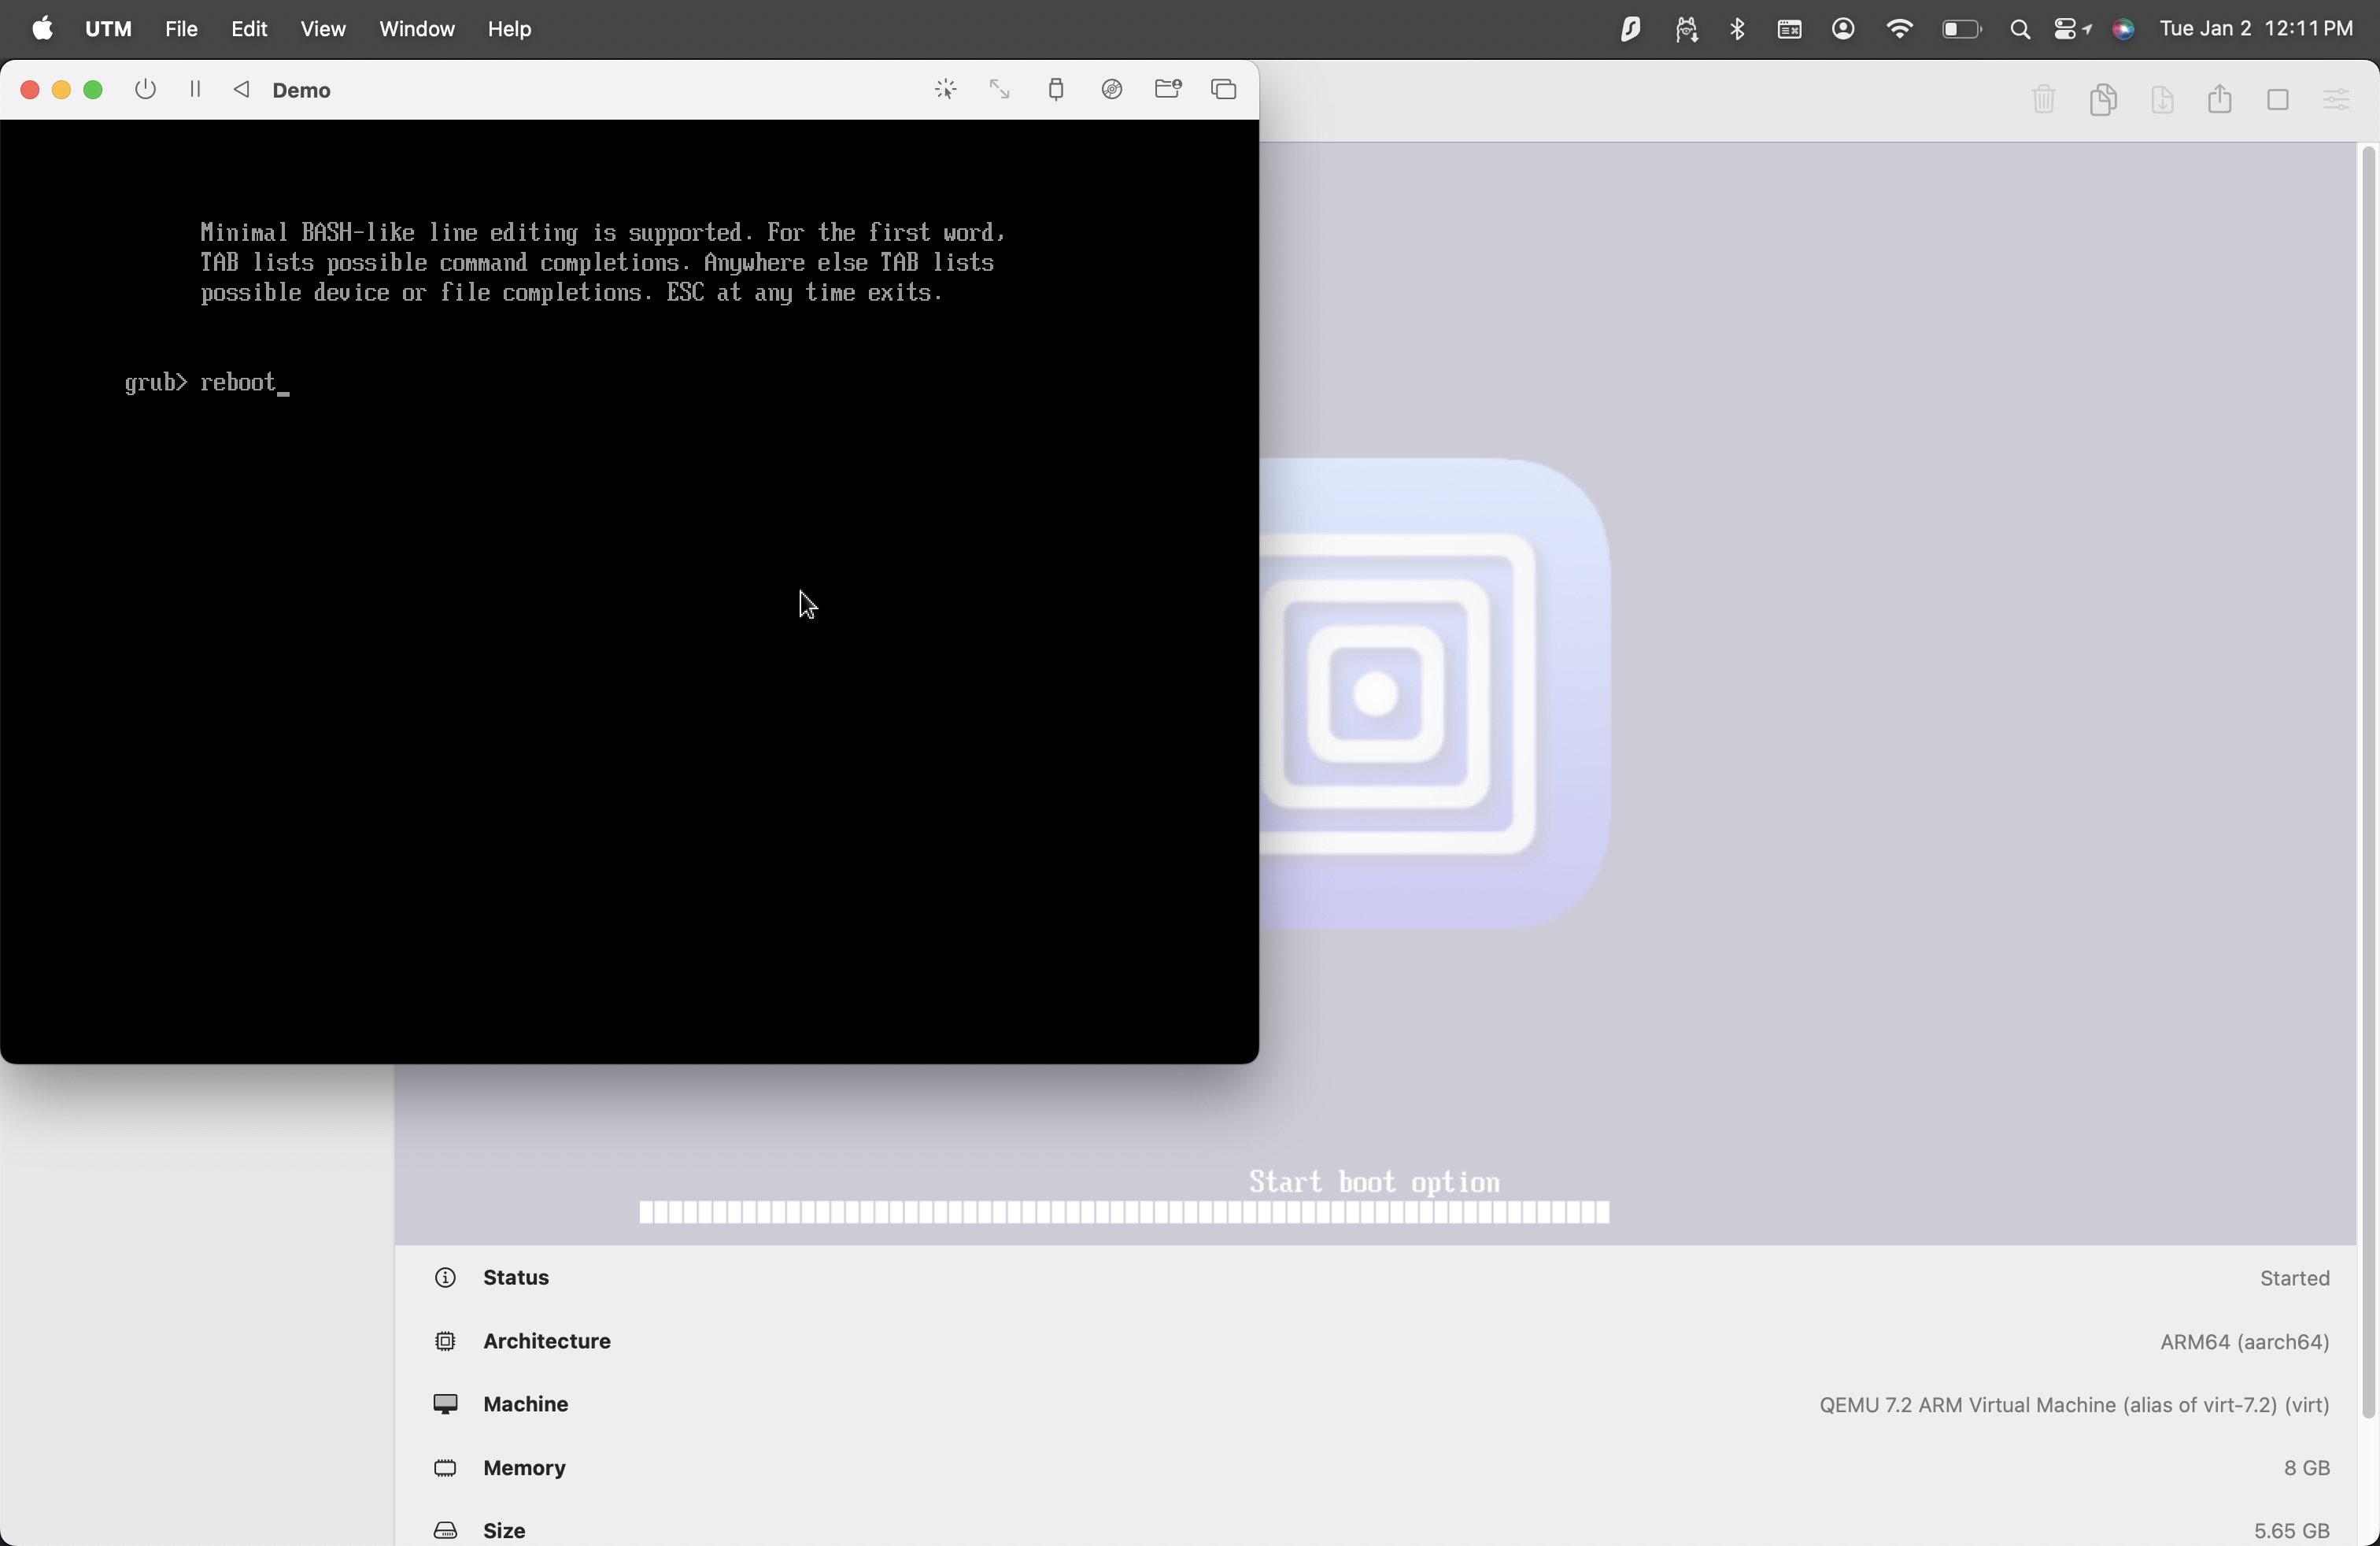 UTM File Edit View Window Help Tue Jan 2 12:11 PM
Demo
Minimal BASH-like line editing is supported. For the first word,
TAB lists possible command completions. Anywhere else TAB lists
possible device or file completions. ESC at any time exits.
grub> reboot_
Start boot option
Status Started
Architecture ARM64 (aarch64)
Machine QEMU 7.2 ARM Virtual Machine (alias of virt-7.2) (virt)
Memory 8 GB
Size 5.65 GB